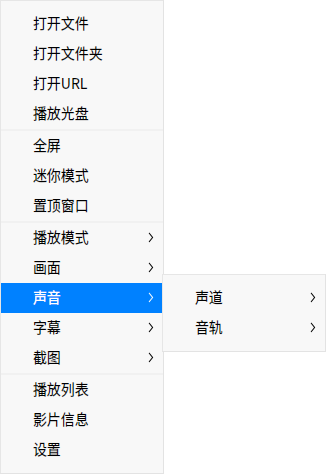 打开文件
打开文件夹
打开URL
播放光盘
全屏
迷你模式
置顶窗口
播放模式
画面
声音
声道
字幕
音轨
截图
播放列表
影片信息
设置